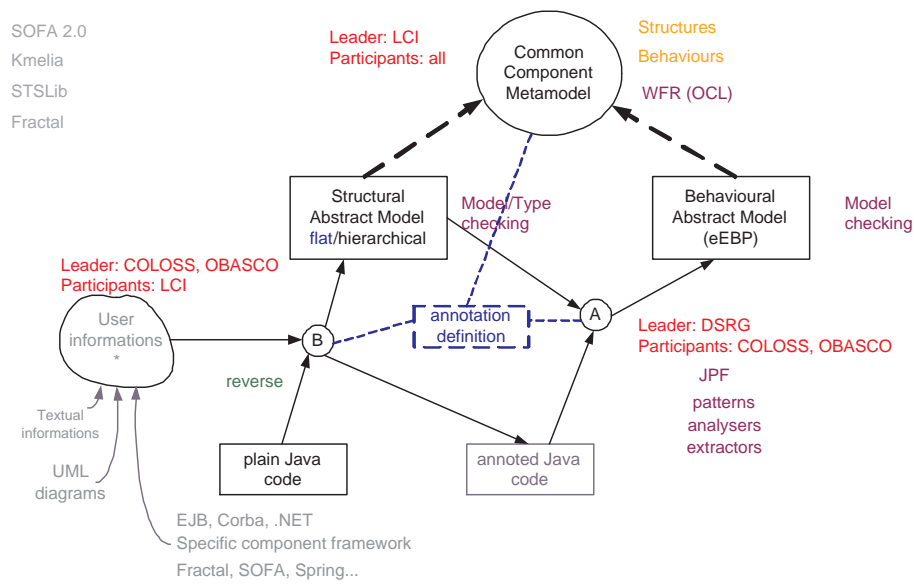 SOFA 2.0
Kmelia
STSLib
Fractal
Leader: LCI
Participants: all
Common
Component
Metamodel
Structures
Behaviours
WFR (OCL)
Structural
Abstract Model
flat/hierarchical
Model/Type
checking
Behavioural
Abstract Model
(eEBP)
Model
checking
Leader: COLOSS, OBASCO
Participants: LCI
User
informations
*
B
annotation
definition
A
Leader: DSRG
Participants: COLOSS, OBASCO
JPF
patterns
analysers
extractors
reverse
Textual
informations
UML
diagrams
plain Java
code
annoted Java
code
EJB, Corba, .NET
Specific component framework
Fractal, SOFA, Spring...